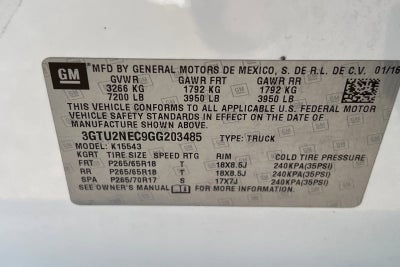 GM
MFD BY GENERAL MOTORS DE MEXICO, S. DE R.L. DE C.V. 01/16
GVWR GAWR FRT GAWR RR
3266 KG 1792 KG 1792 KG
7200 LB 3950 LB 3950 LB
THIS VEHICLE CONFORMS TO ALL APPLICABLE U.S. FEDERAL MOTOR
VEHICLE SAFETY STANDARDS IN EFFECT ON THE DATE OF
MANUFACTURE SHOWN ABOVE.
3GTU2NEC9GG203485 TYPE: TRUCK
MODEL: K15543
KGRT TIRE SIZE SPEED RTG RIM COLD TIRE PRESSURE
FRT P265/65R18 T 18X8.5J 240KPA(35PSI)
RR P265/65R18 T 18X8.5J 240KPA(35PSI)
SPA P265/70R17 S 17X7J 240KPA(35PSI)
SEE OWNER'S MANUAL FOR ADDITIONAL INFORMATION.